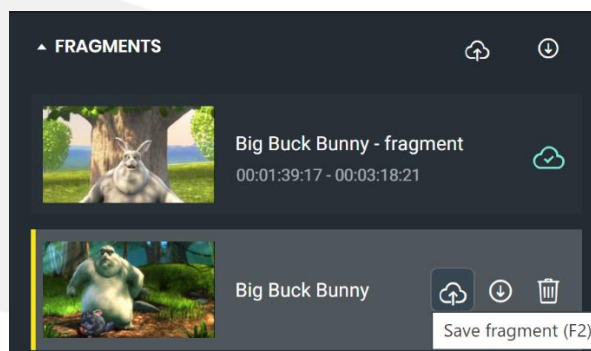 FRAGMENTS
Big Buck Bunny - fragment
00:01:39:17 - 00:03:18:21
Big Buck Bunny
Save fragment (F2)